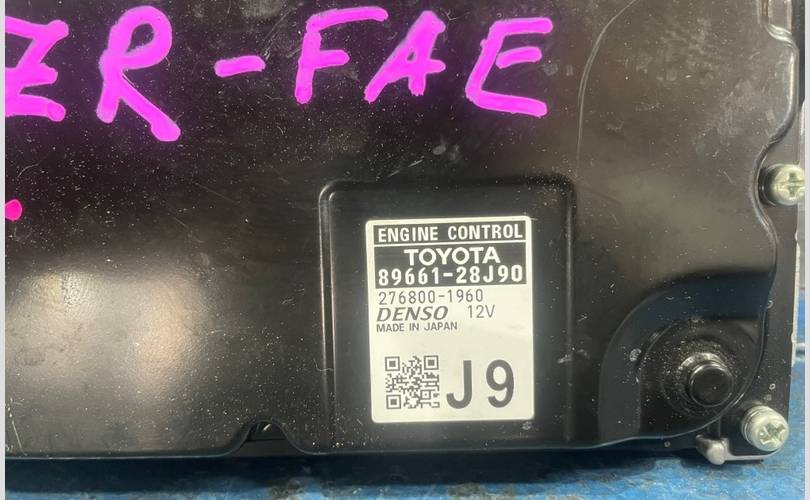 ZR-FAE
ENGINE CONTROL
TOYOTA
89661-28J90
276800-1960
DENSO 12V
MADE IN JAPAN
J9